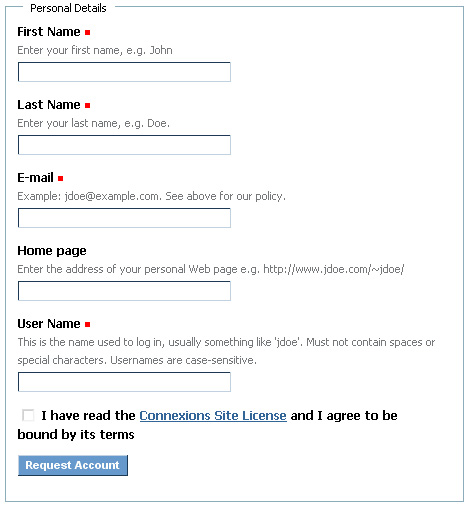 Personal Details
First Name
Enter your first name, e.g. John
Last Name
Enter your last name, e.g. Doe.
E-mail
Example: jdoe@example.com. See above for our policy.
Home page
Enter the address of your personal Web page e.g. http://www.jdoe.com/~jdoe/
User Name
This is the name used to log in, usually something like 'jdoe'. Must not contain spaces or
special characters. Usernames are case-sensitive.
I have read the Connexions Site License and I agree to be
bound by its terms
Request Account